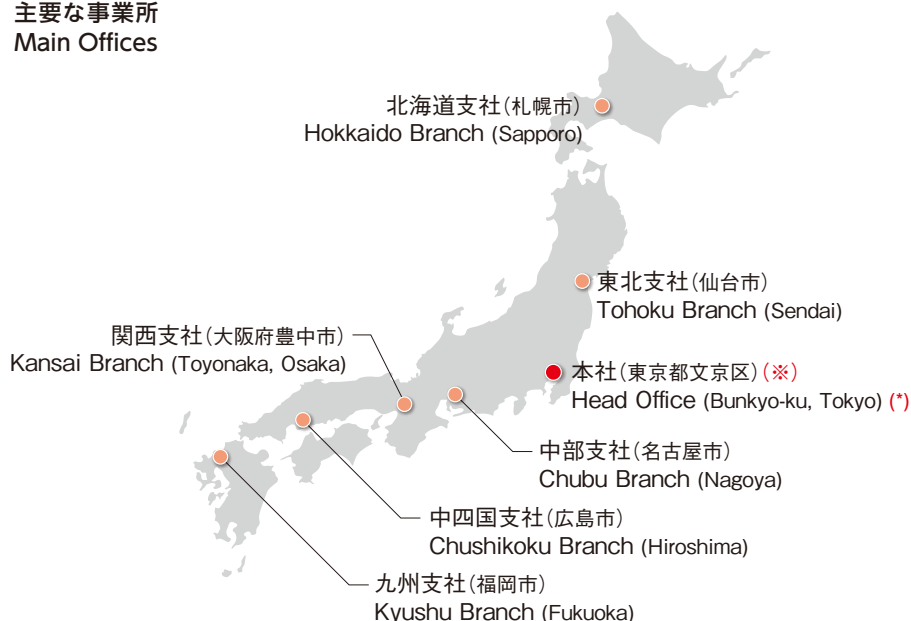 主要な事業所
Main Offices
北海道支社(札幌市)
Hokkaido Branch (Sapporo)
東北支社(仙台市)
Tohoku Branch (Sendai)
関西支社(大阪府豊中市)
Kansai Branch (Toyonaka, Osaka)
本社(東京都文京区)(※)
Head Office (Bunkyo-ku, Tokyo) (*)
中部支社(名古屋市)
Chubu Branch (Nagoya)
中四国支社(広島市)
Chushikoku Branch (Hiroshima)
九州支社(福岡市)
Kyushu Branch (Fukuoka)